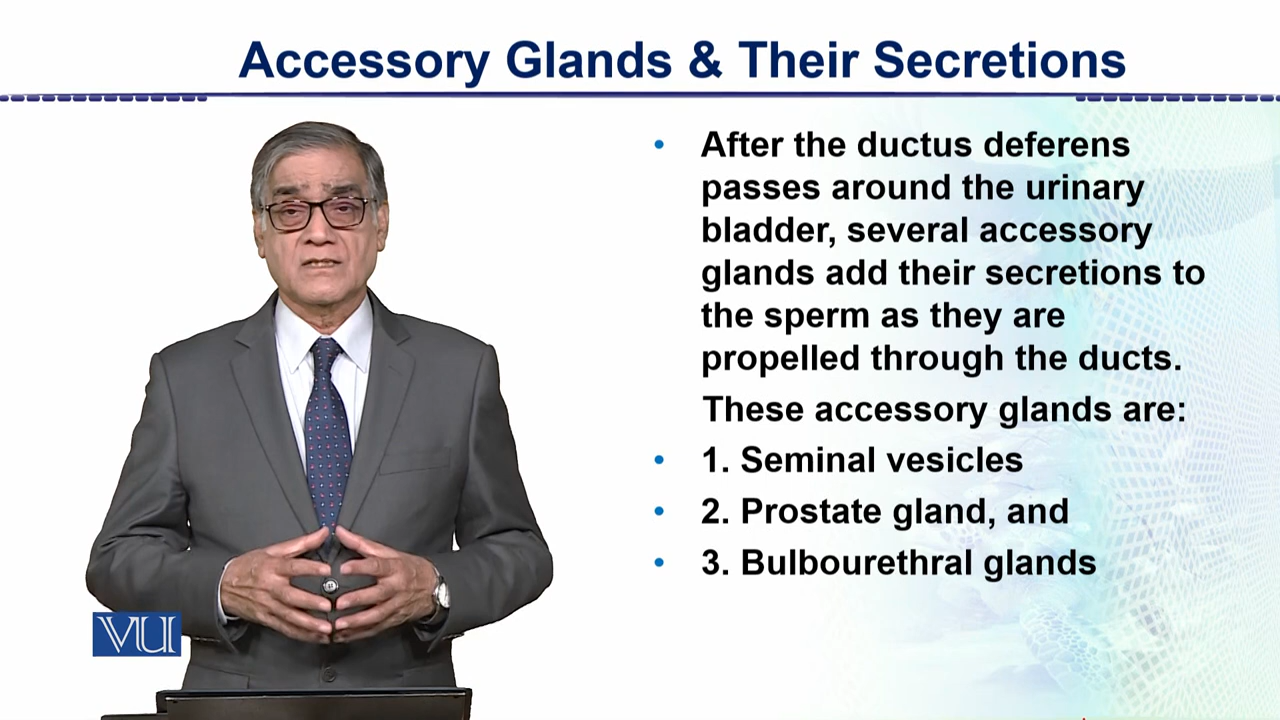 Accessory Glands & Their Secretions
• After the ductus deferens
passes around the urinary
bladder, several accessory
glands add their secretions to
the sperm as they are
propelled through the ducts.
These accessory glands are:
• 1. Seminal vesicles
• 2. Prostate gland, and
• 3. Bulbourethral glands
VU